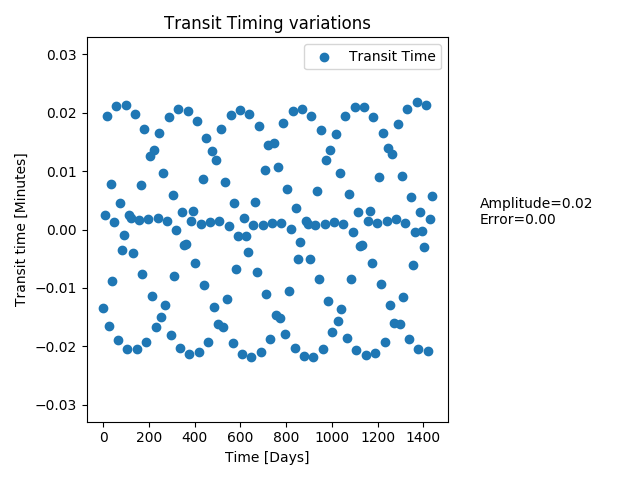 Transit Timing variations
Transit Time
Transit time [Minutes]
0.03
0.02
0.01
0.00
−0.01
−0.02
−0.03
Amplitude=0.02
Error=0.00
0 200 400 600 800 1000 1200 1400
Time [Days]